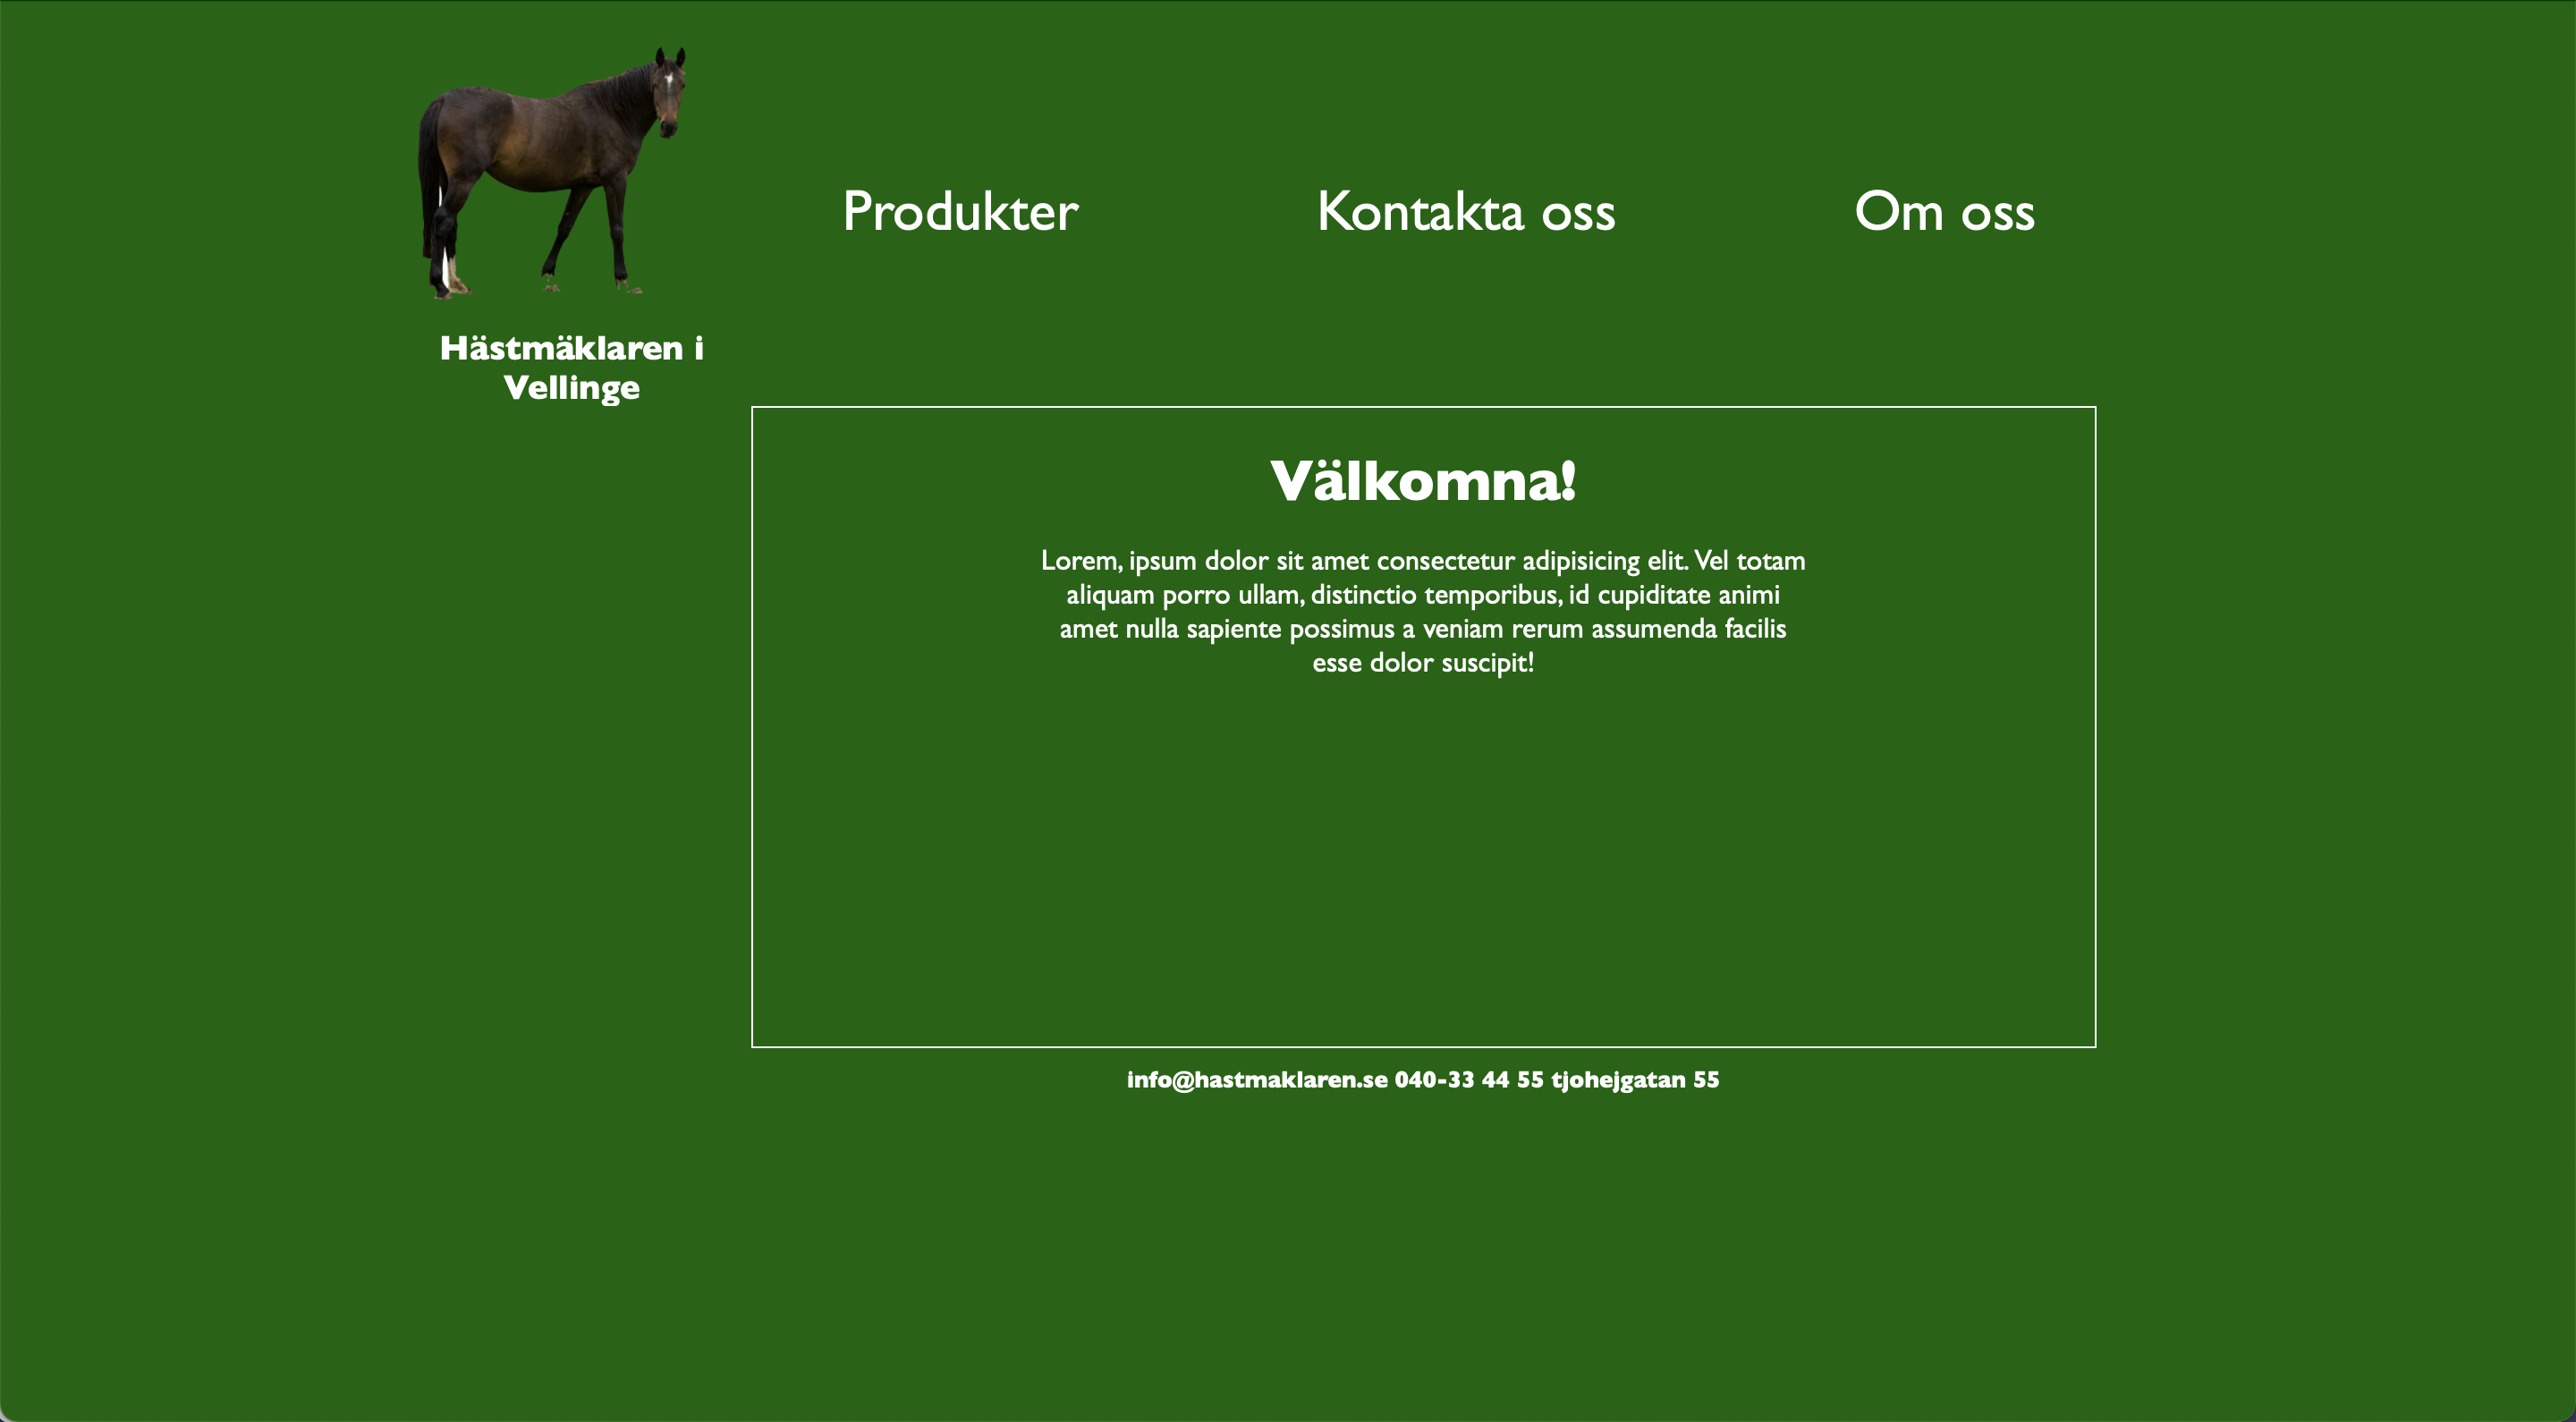 Produkter
Kontakta oss
Om oss
Hästmäklaren i
Vellinge
Välkomna!
Lorem, ipsum dolor sit amet consectetur adipisicing elit. Vel totam
aliquam porro ullam, distinctio temporibus, id cupiditate animi
amet nulla sapiente possimus a veniam rerum assumenda facilis
esse dolor suscipit!
info@hastmaklaren.se 040-33 44 55 tjohejgatan 55